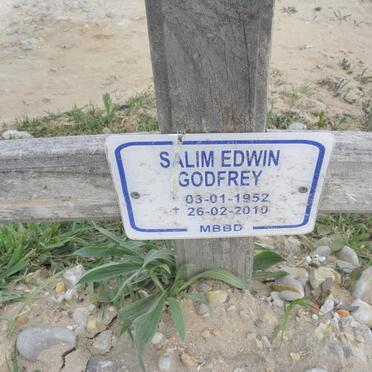 SALIM EDWIN
GODFREY
03-01-1952
+ 26-02-2010
MBBD